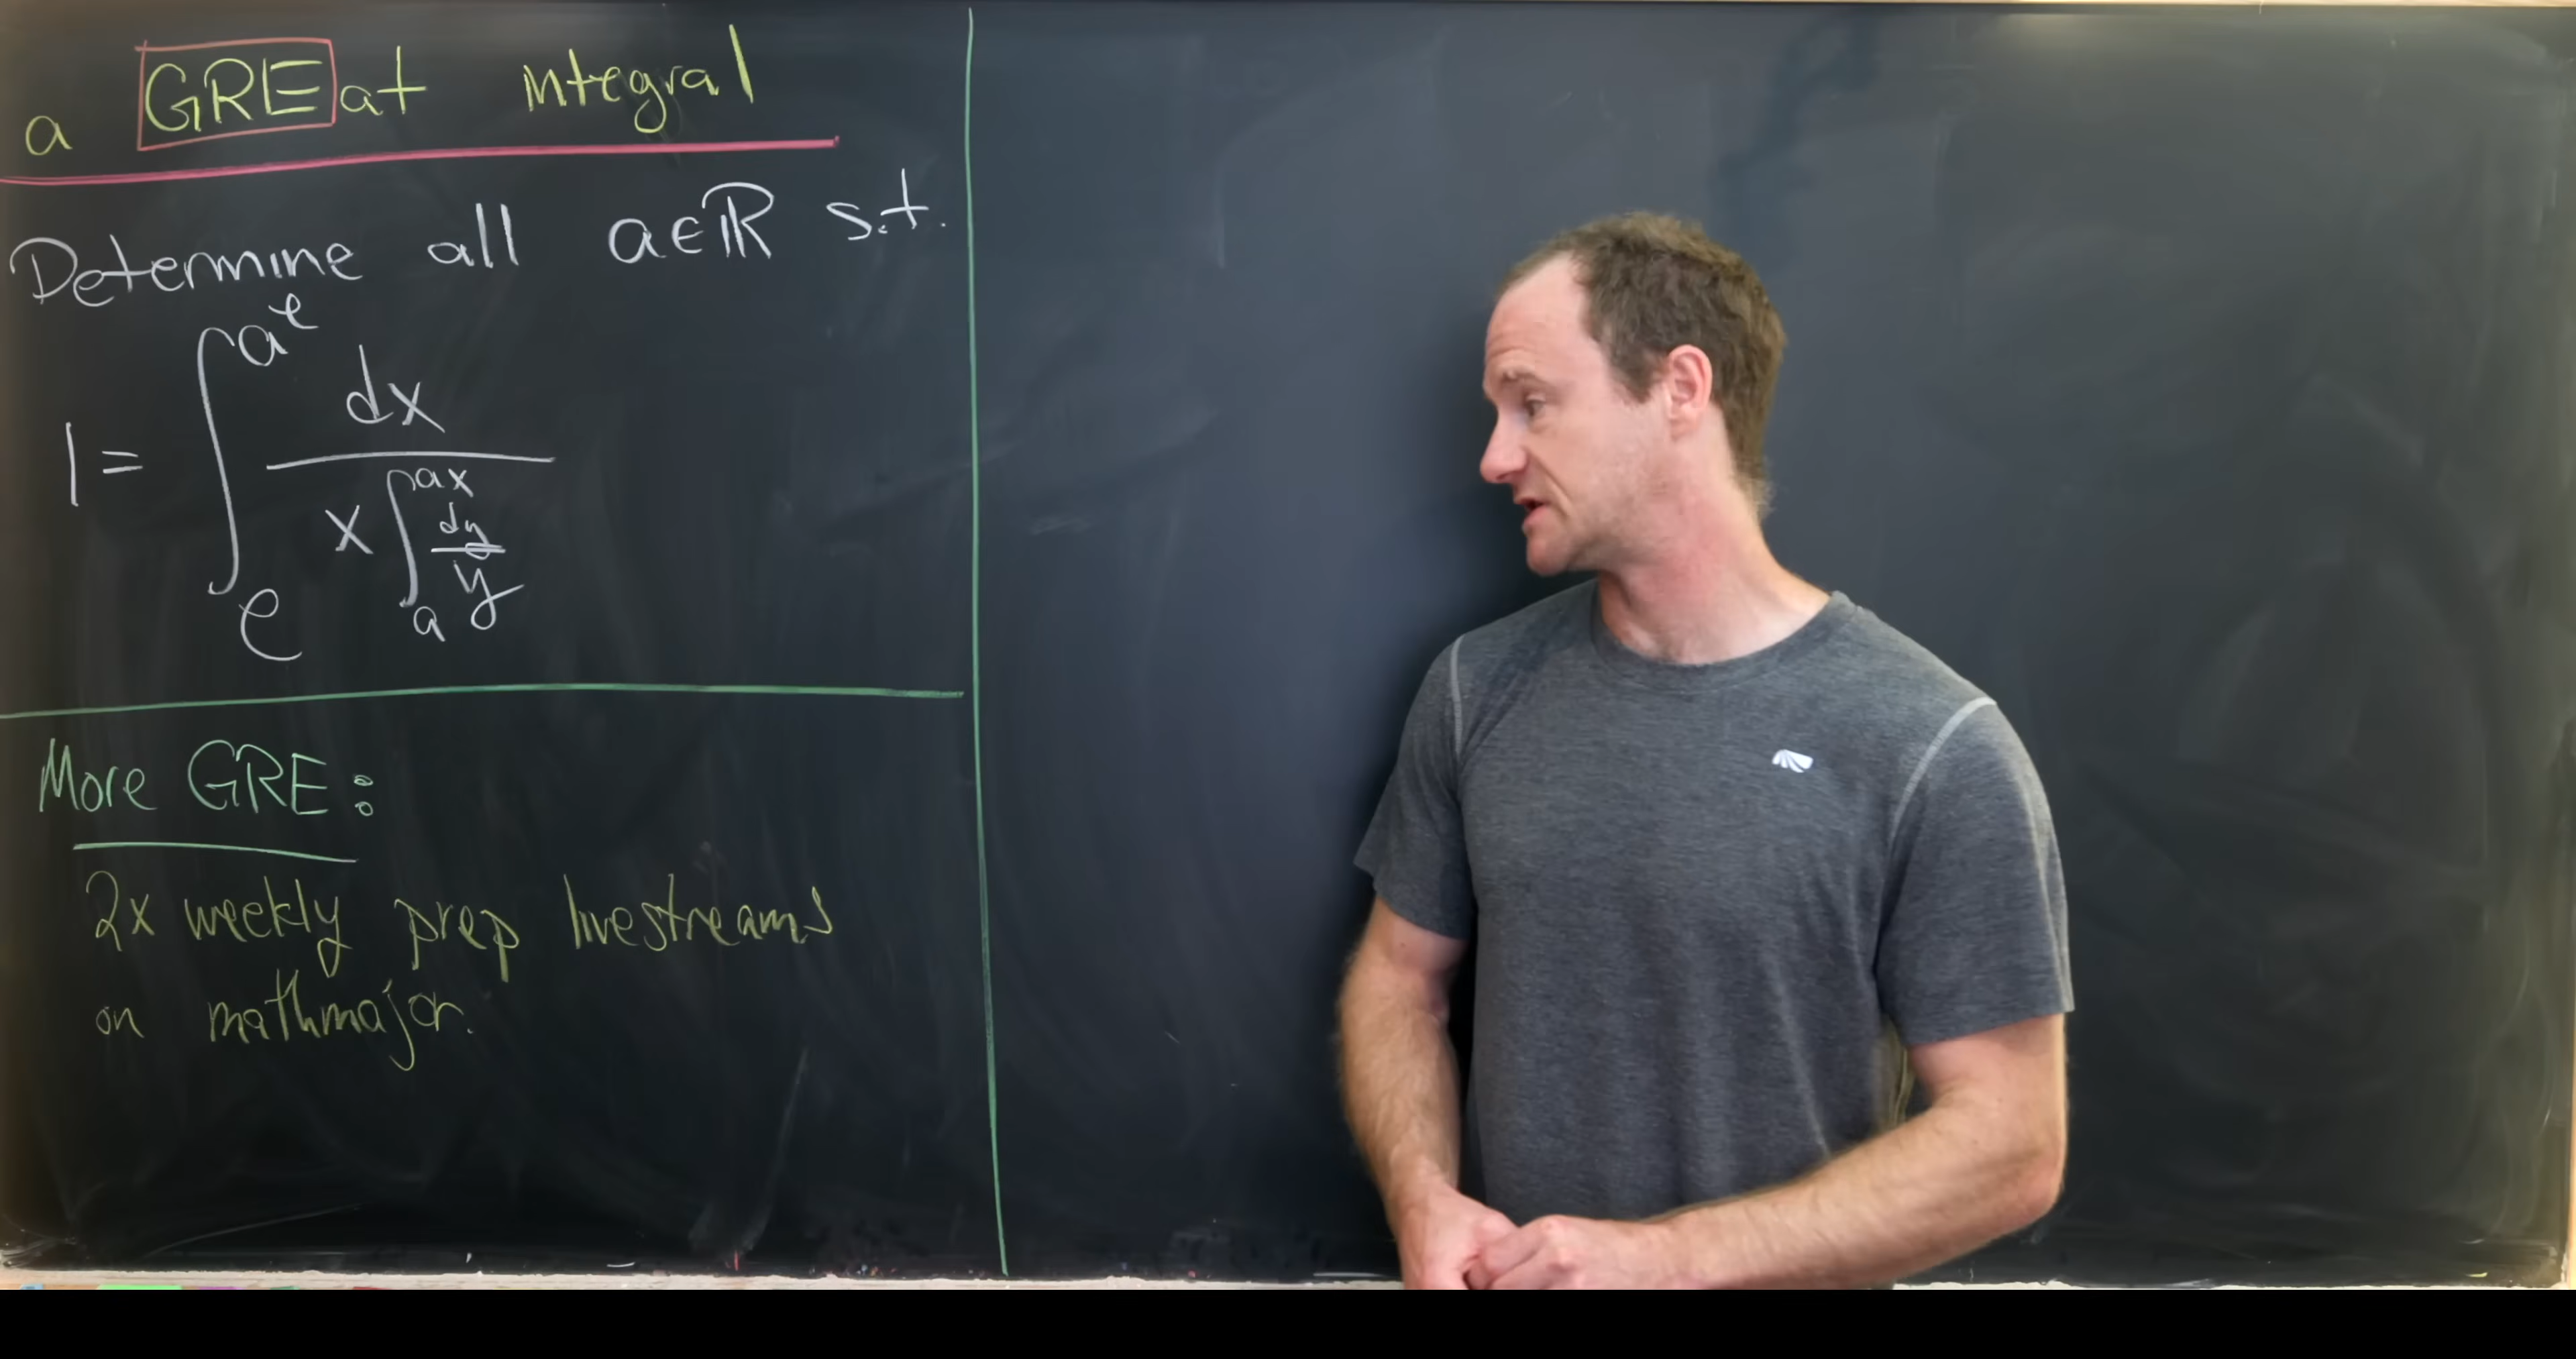 a GREat integral
Determine all a∈ℝ s.t.
1 = ∫_e^{a^e} dx / (x ∫_a^{ax} dy/y)
More GRE:
2x weekly prep livestreams
on mathmajor.